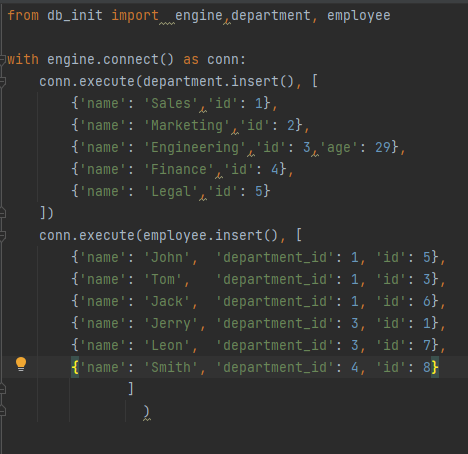 from db_init import  engine,department, employee

with engine.connect() as conn:
    conn.execute(department.insert(), [
        {'name': 'Sales','id': 1},
        {'name': 'Marketing','id': 2},
        {'name': 'Engineering','id': 3,'age': 29},
        {'name': 'Finance','id': 4},
        {'name': 'Legal','id': 5}
    ])
    conn.execute(employee.insert(), [
        {'name': 'John',  'department_id': 1, 'id': 5},
        {'name': 'Tom',   'department_id': 1, 'id': 3},
        {'name': 'Jack',  'department_id': 1, 'id': 6},
        {'name': 'Jerry', 'department_id': 3, 'id': 1},
        {'name': 'Leon',  'department_id': 3, 'id': 7},
        {'name': 'Smith', 'department_id': 4, 'id': 8}
               ]
                 )